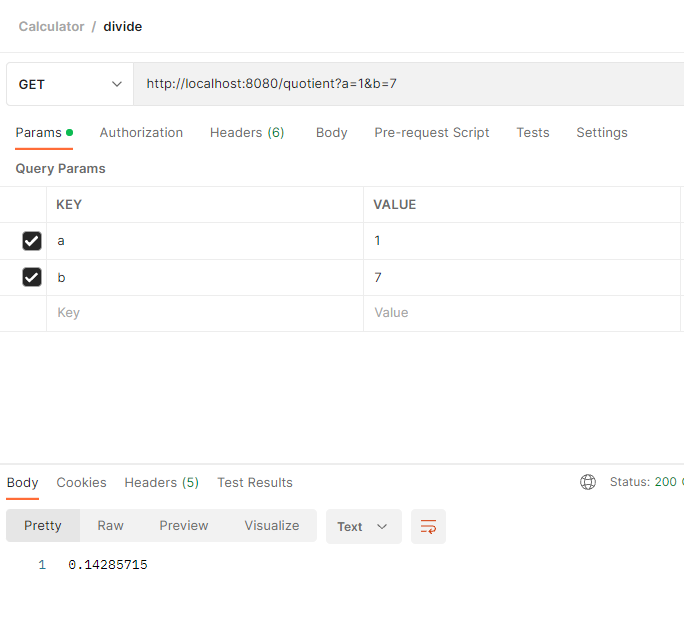 Calculator / divide
GET http://localhost:8080/quotient?a=1&b=7
Params Authorization Headers (6) Body Pre-request Script Tests Settings
Query Params
KEY VALUE
a 1
b 7
Key Value
Body Cookies Headers (5) Test Results Status: 200
Pretty Raw Preview Visualize Text
1 0.14285715